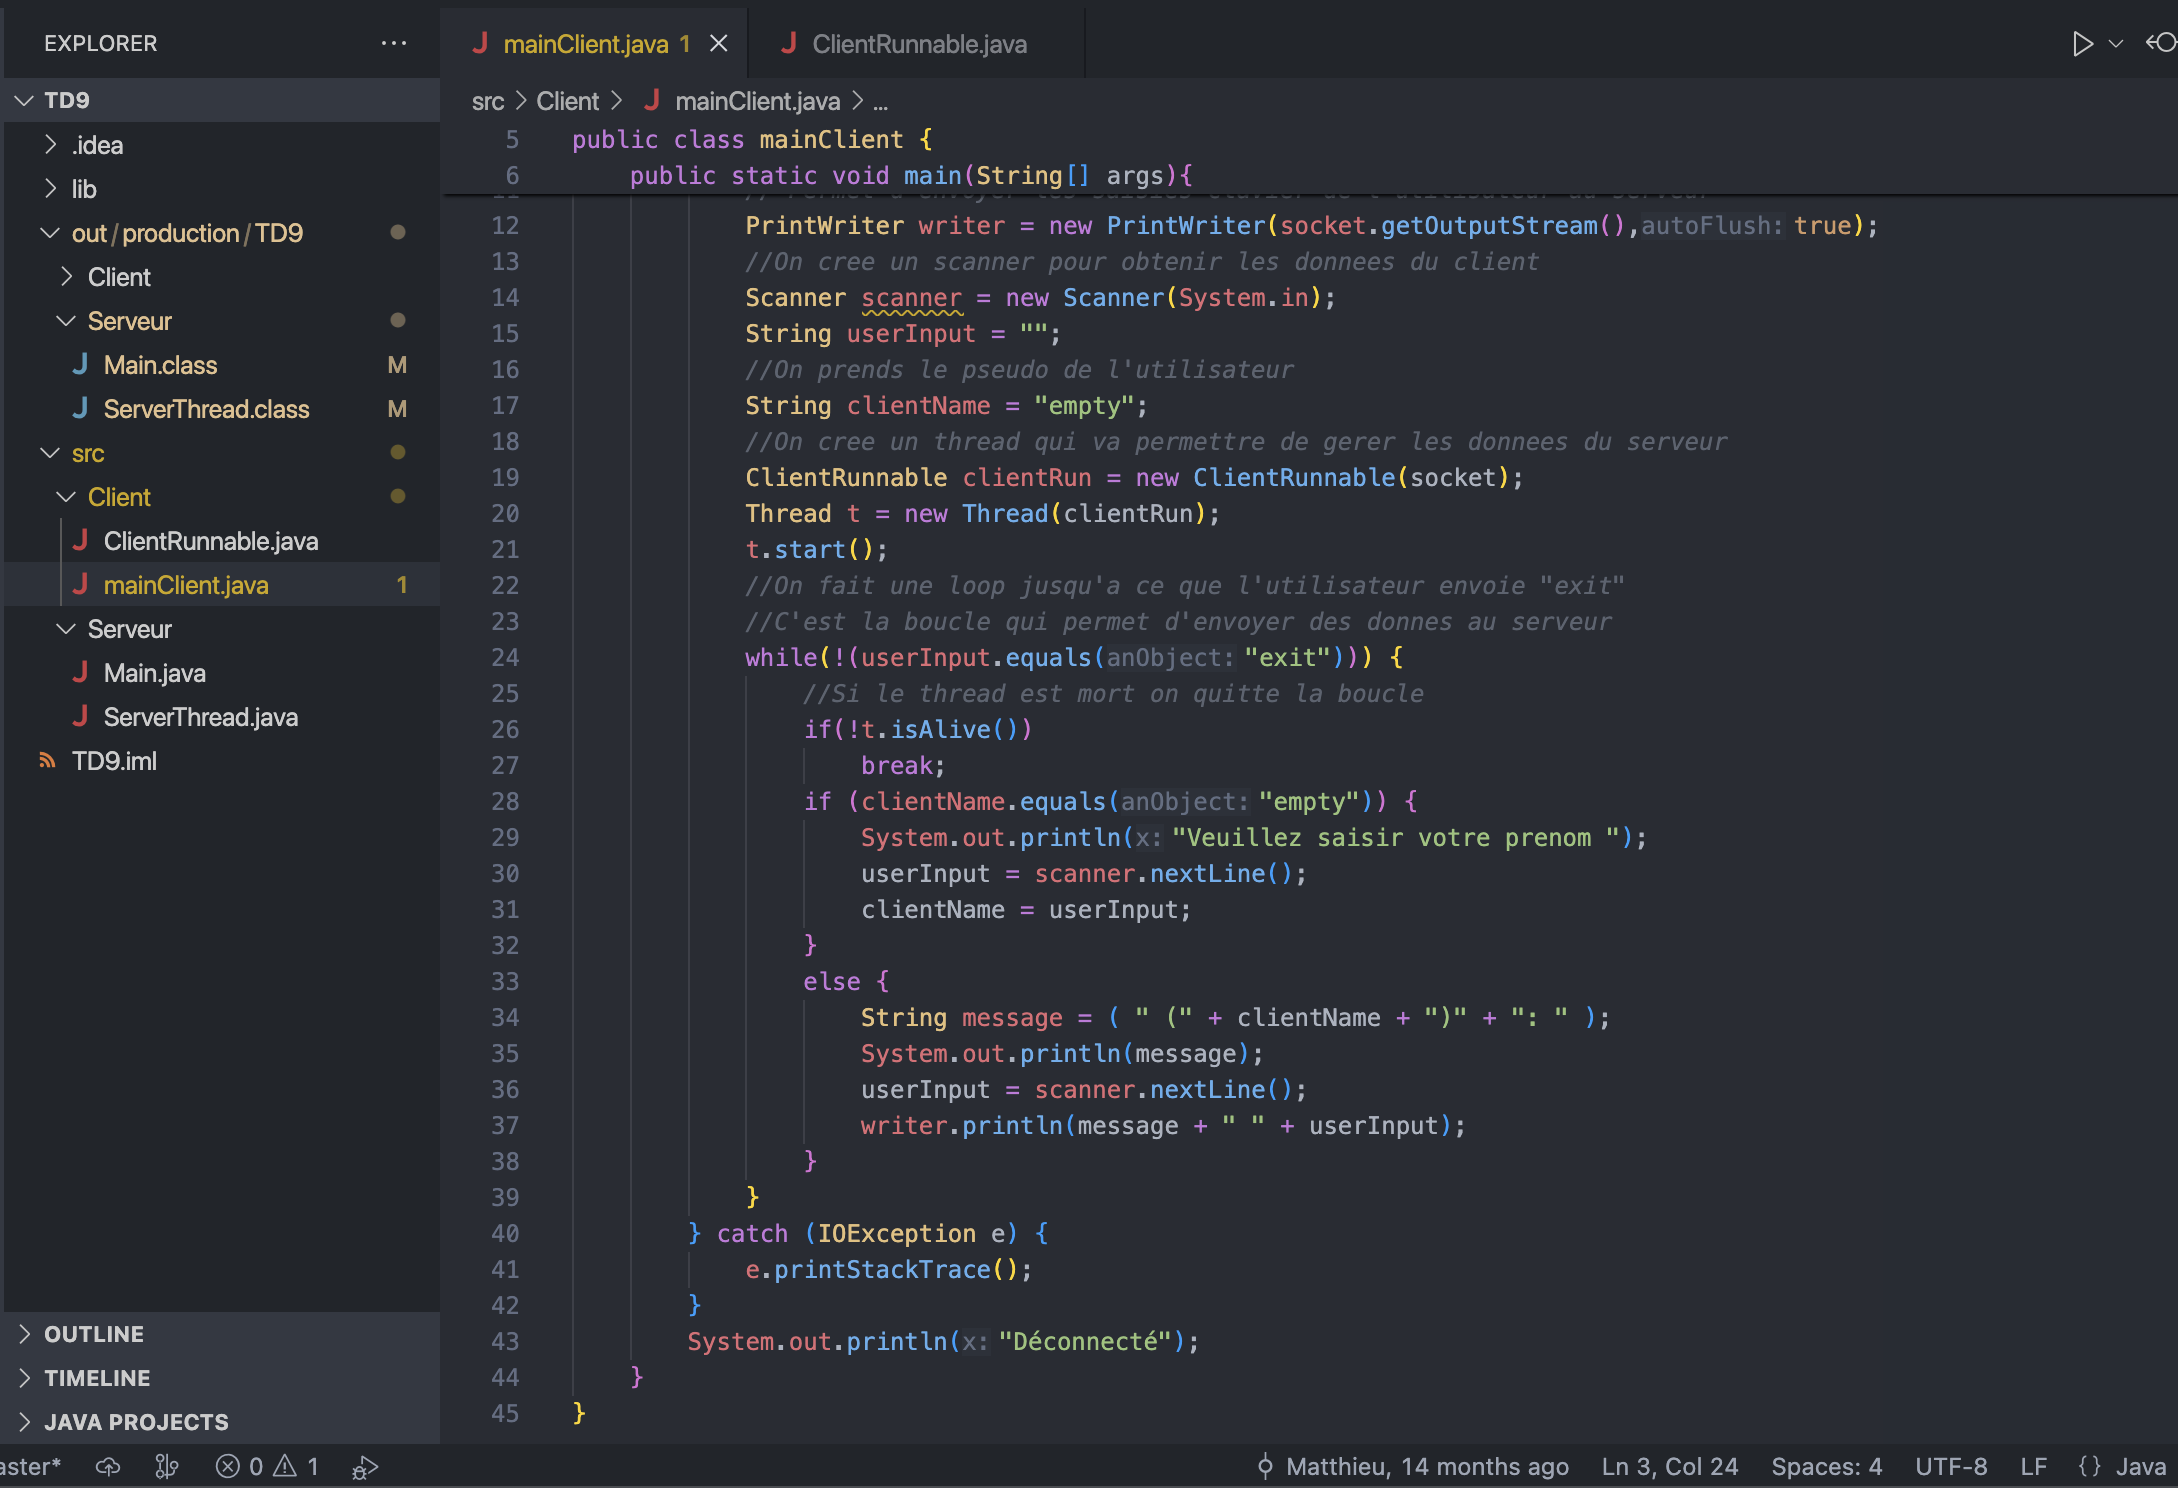 EXPLORER
TD9
.idea
lib
out/production/TD9
Client
Serveur
Main.class M
ServerThread.class M
src
Client
ClientRunnable.java
mainClient.java 1
Serveur
Main.java
ServerThread.java
TD9.iml
OUTLINE
TIMELINE
JAVA PROJECTS
mainClient.java 1
ClientRunnable.java
src > Client > mainClient.java > ...
5 public class mainClient {
6 public static void main(String[] args){
12 PrintWriter writer = new PrintWriter(socket.getOutputStream(),autoFlush: true);
13 //On cree un scanner pour obtenir les donnees du client
14 Scanner scanner = new Scanner(System.in);
15 String userInput = "";
16 //On prends le pseudo de l'utilisateur
17 String clientName = "empty";
18 //On cree un thread qui va permettre de gerer les donnees du serveur
19 ClientRunnable clientRun = new ClientRunnable(socket);
20 Thread t = new Thread(clientRun);
21 t.start();
22 //On fait une loop jusqu'a ce que l'utilisateur envoie "exit"
23 //C'est la boucle qui permet d'envoyer des donnes au serveur
24 while(!(userInput.equals(anObject: "exit"))) {
25 //Si le thread est mort on quitte la boucle
26 if(!t.isAlive())
27 break;
28 if (clientName.equals(anObject: "empty")) {
29 System.out.println(x: "Veuillez saisir votre prenom ");
30 userInput = scanner.nextLine();
31 clientName = userInput;
32 }
33 else {
34 String message = ( " (" + clientName + ")" + ": " );
35 System.out.println(message);
36 userInput = scanner.nextLine();
37 writer.println(message + " " + userInput);
38 }
39 }
40 } catch (IOException e) {
41 e.printStackTrace();
42 }
43 System.out.println(x: "Déconnecté");
44 }
45 }
aster* 0 1 Matthieu, 14 months ago Ln 3, Col 24 Spaces: 4 UTF-8 LF {} Java